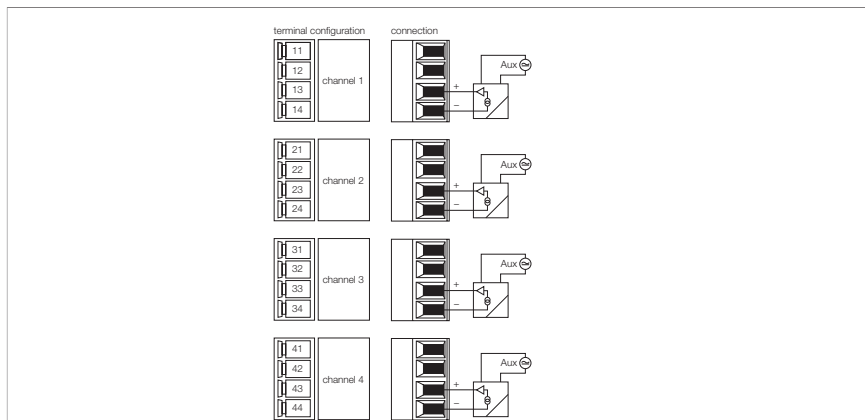 terminal configuration
connection
11
12
13
14
channel 1
+
–
Aux
21
22
23
24
channel 2
+
–
Aux
31
32
33
34
channel 3
+
–
Aux
41
42
43
44
channel 4
+
–
Aux